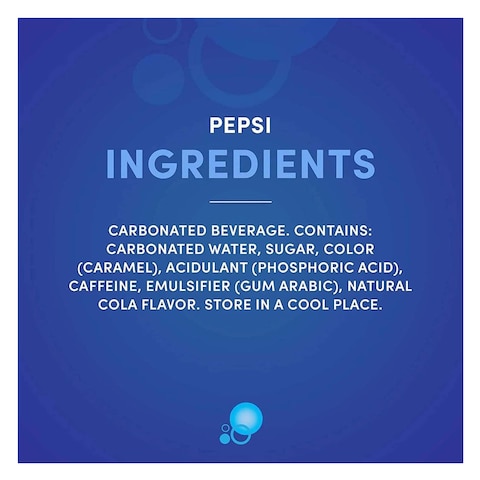 PEPSI
INGREDIENTS
CARBONATED BEVERAGE. CONTAINS:
CARBONATED WATER, SUGAR, COLOR
(CARAMEL), ACIDULANT (PHOSPHORIC ACID),
CAFFEINE, EMULSIFIER (GUM ARABIC), NATURAL
COLA FLAVOR. STORE IN A COOL PLACE.